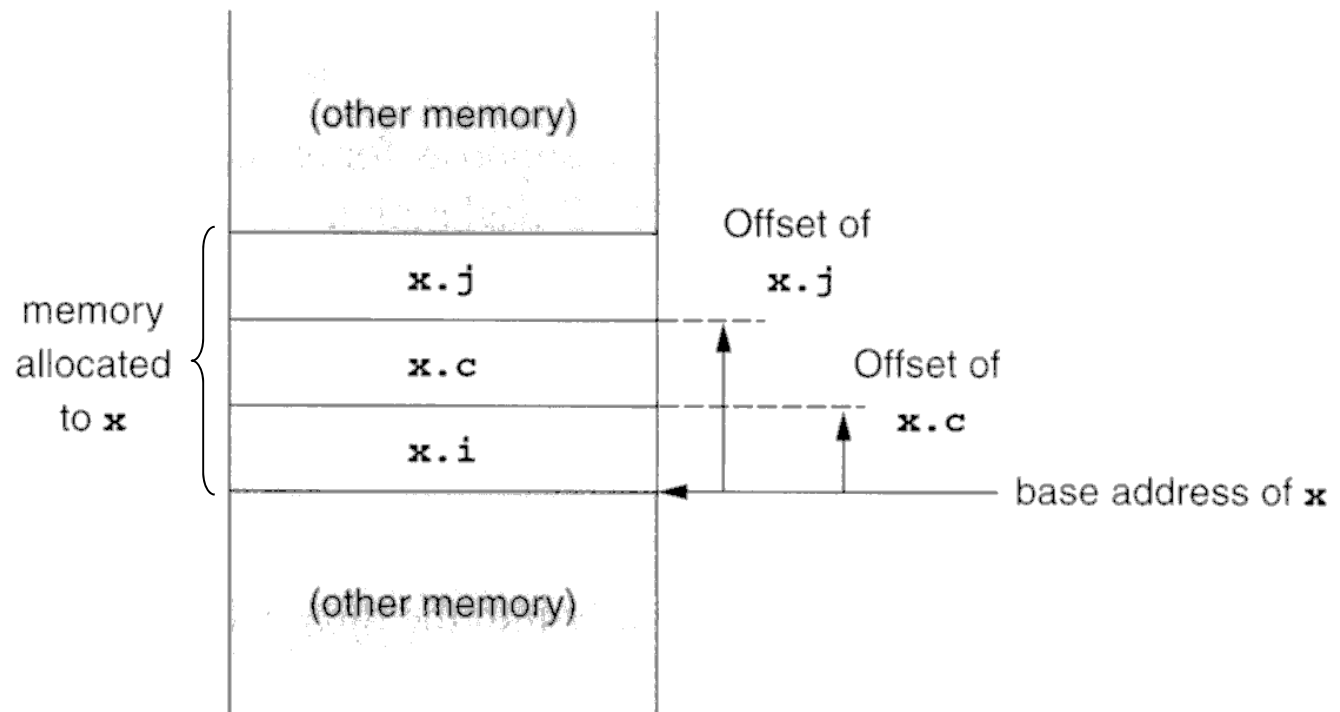 (other memory)
Offset of
x.j
x.j
memory
allocated
to x
x.c
Offset of
x.c
x.i
base address of x
(other memory)